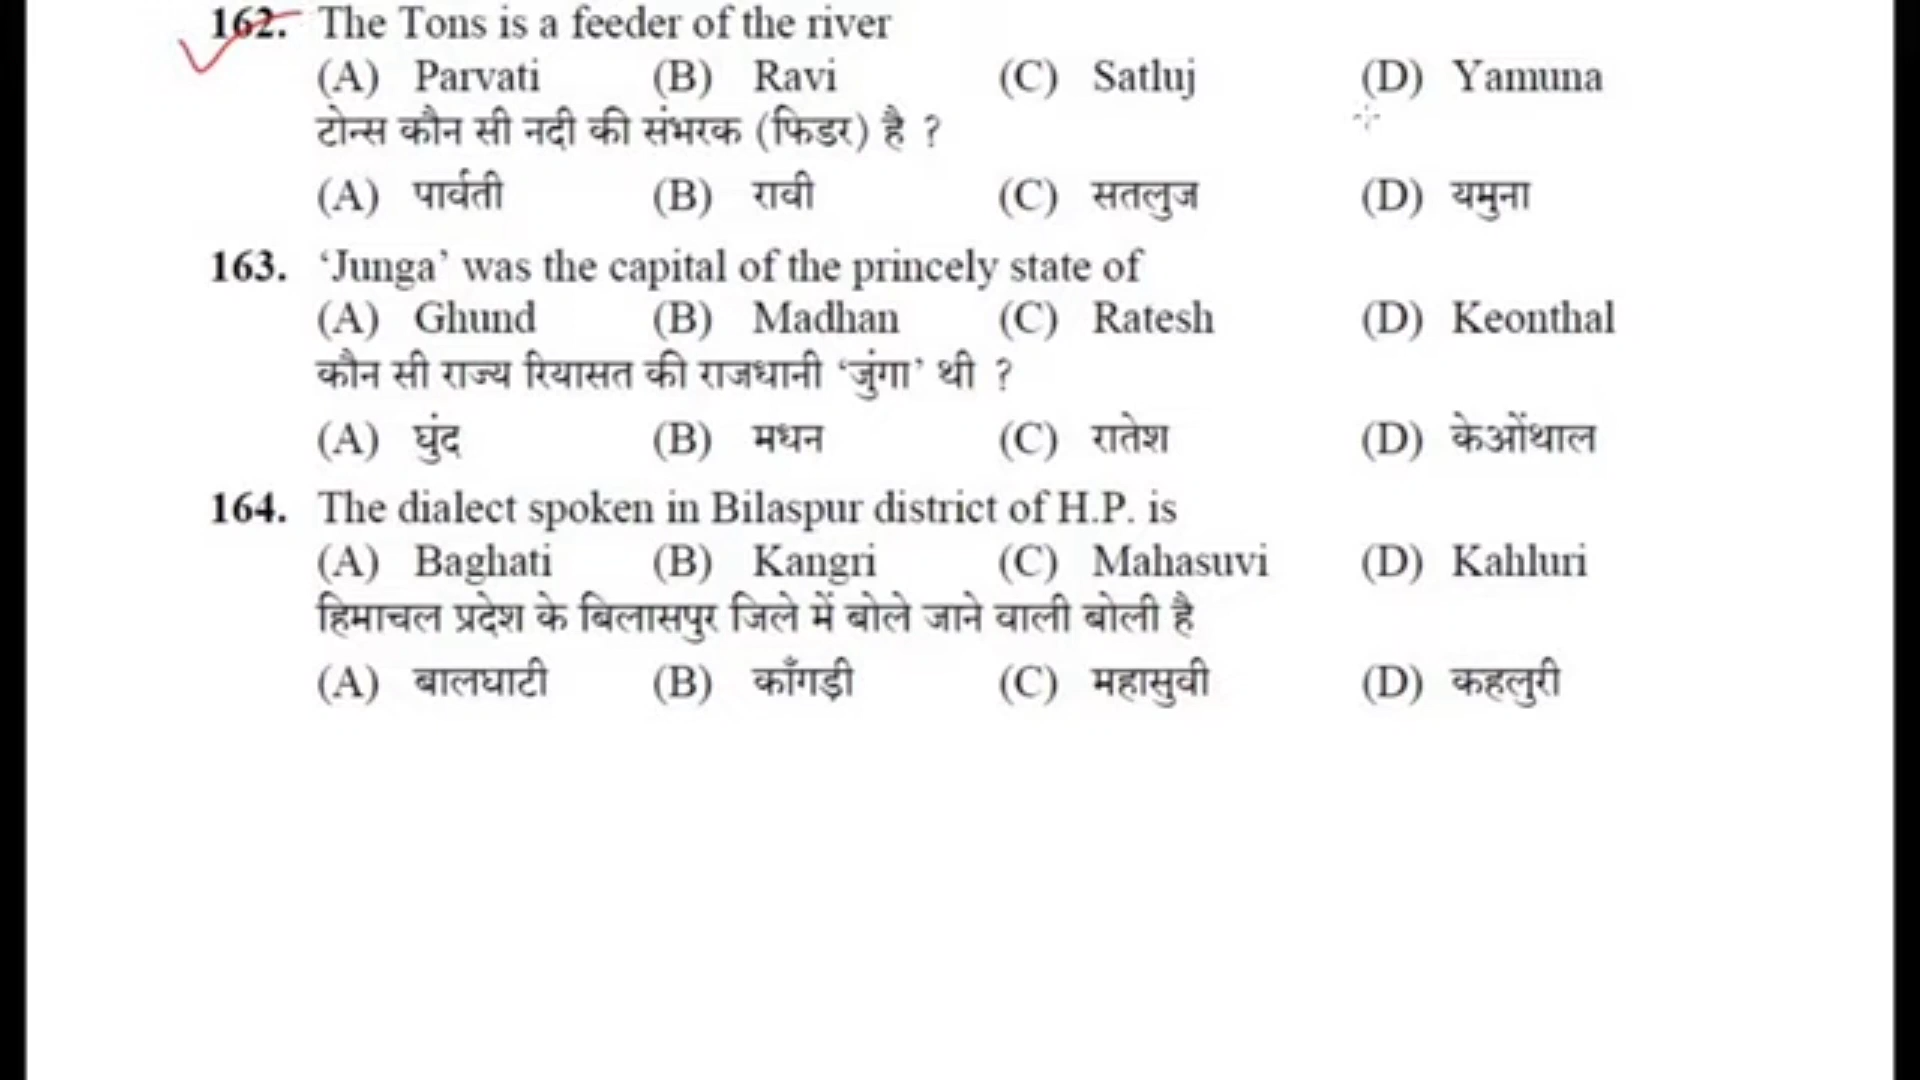 162. The Tons is a feeder of the river
(A) Parvati (B) Ravi (C) Satluj (D) Yamuna
टोन्स कौन सी नदी की संभरक (फिडर) है ?
(A) पार्वती (B) रावी (C) सतलुज (D) यमुना
163. ‘Junga’ was the capital of the princely state of
(A) Ghund (B) Madhan (C) Ratesh (D) Keonthal
कौन सी राज्य रियासत की राजधानी ‘जुंगा’ थी ?
(A) घुंद (B) मधन (C) रातेश (D) केओंथाल
164. The dialect spoken in Bilaspur district of H.P. is
(A) Baghati (B) Kangri (C) Mahasuvi (D) Kahluri
हिमाचल प्रदेश के बिलासपुर जिले में बोले जाने वाली बोली है
(A) बालघाटी (B) काँगड़ी (C) महासुवी (D) कहलुरी